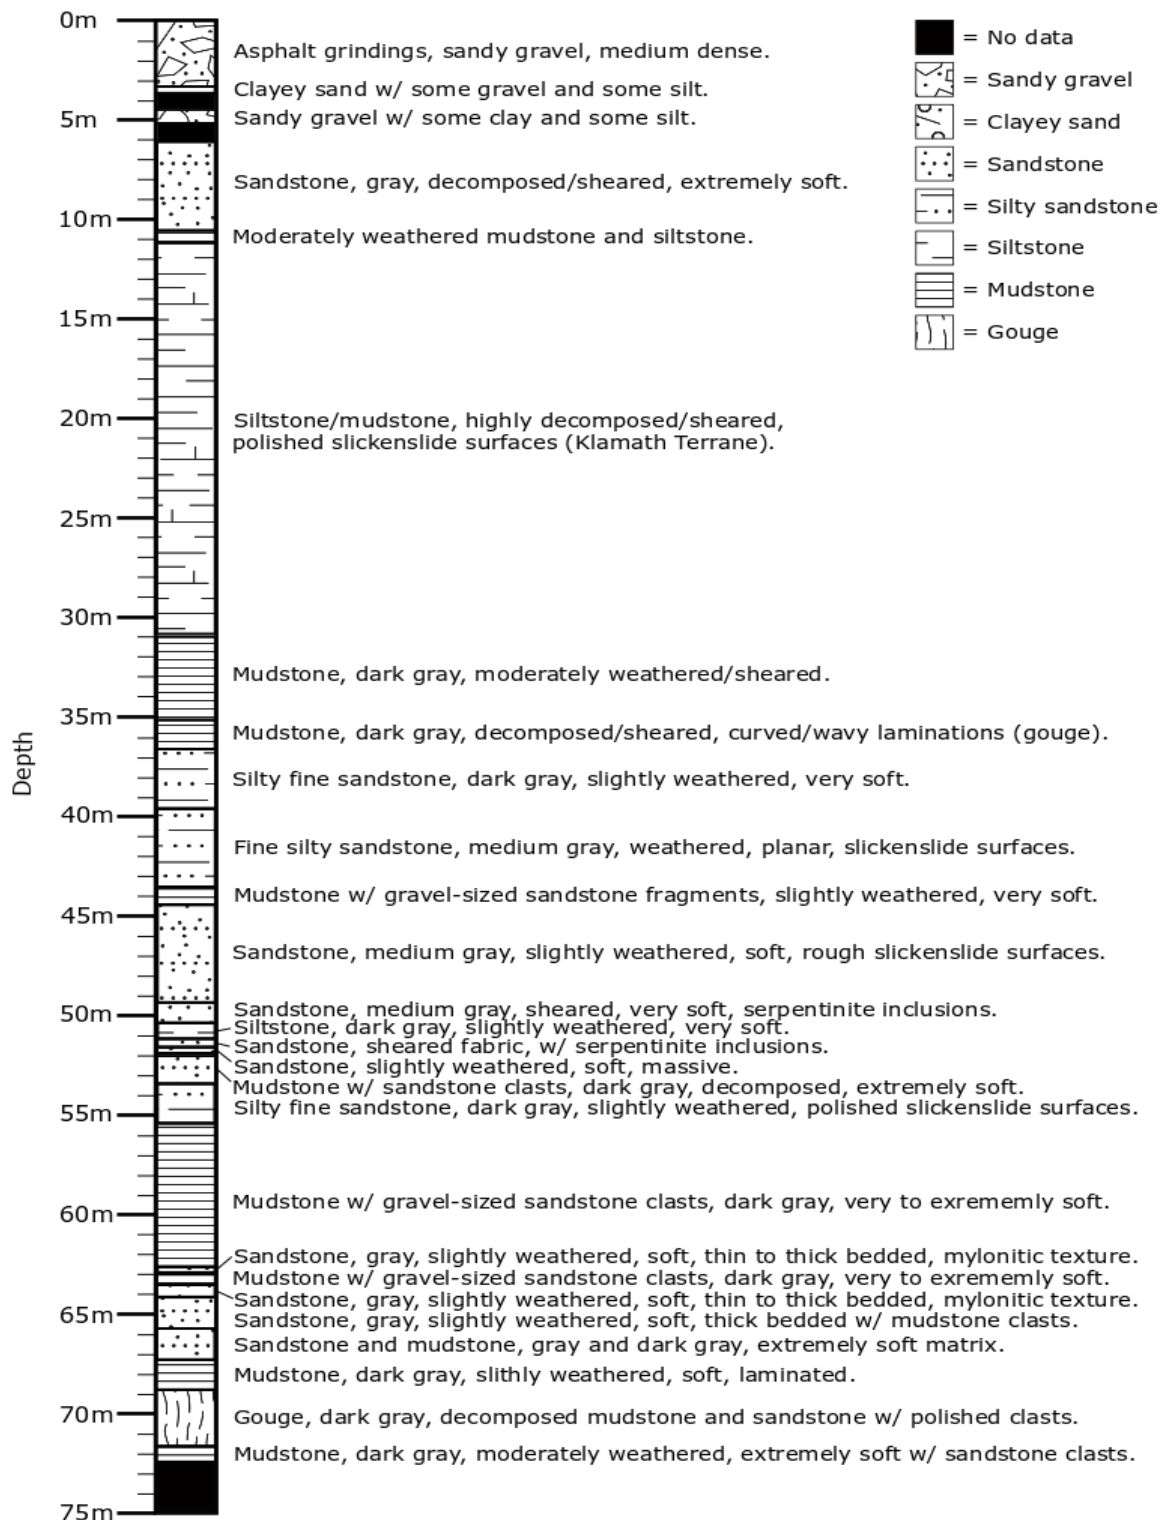 0m
Asphalt grindings, sandy gravel, medium dense.
Clayey sand w/ some gravel and some silt.
5m
Sandy gravel w/ some clay and some silt.
Sandstone, gray, decomposed/sheared, extremely soft.
10m
Moderately weathered mudstone and siltstone.
15m
20m
Siltstone/mudstone, highly decomposed/sheared,
polished slickenslide surfaces (Klamath Terrane).
25m
30m
Mudstone, dark gray, moderately weathered/sheared.
35m
Mudstone, dark gray, decomposed/sheared, curved/wavy laminations (gouge).
Depth
Silty fine sandstone, dark gray, slightly weathered, very soft.
40m
Fine silty sandstone, medium gray, weathered, planar, slickenslide surfaces.
Mudstone w/ gravel-sized sandstone fragments, slightly weathered, very soft.
45m
Sandstone, medium gray, slightly weathered, soft, rough slickenslide surfaces.
Sandstone, medium gray, sheared, very soft, serpentinite inclusions.
50m
Siltstone, dark gray, slightly weathered, very soft.
Sandstone, sheared fabric, w/ serpentinite inclusions.
Sandstone, slightly weathered, soft, massive.
Mudstone w/ sandstone clasts, dark gray, decomposed, extremely soft.
Silty fine sandstone, dark gray, slightly weathered, polished slickenslide surfaces.
55m
Mudstone w/ gravel-sized sandstone clasts, dark gray, very to exrememly soft.
60m
Sandstone, gray, slightly weathered, soft, thin to thick bedded, mylonitic texture.
Mudstone w/ gravel-sized sandstone clasts, dark gray, very to exrememly soft.
Sandstone, gray, slightly weathered, soft, thin to thick bedded, mylonitic texture.
65m
Sandstone, gray, slightly weathered, soft, thick bedded w/ mudstone clasts.
Sandstone and mudstone, gray and dark gray, extremely soft matrix.
Mudstone, dark gray, slithly weathered, soft, laminated.
70m
Gouge, dark gray, decomposed mudstone and sandstone w/ polished clasts.
Mudstone, dark gray, moderately weathered, extremely soft w/ sandstone clasts.
75m
= No data
= Sandy gravel
= Clayey sand
= Sandstone
= Silty sandstone
= Siltstone
= Mudstone
= Gouge